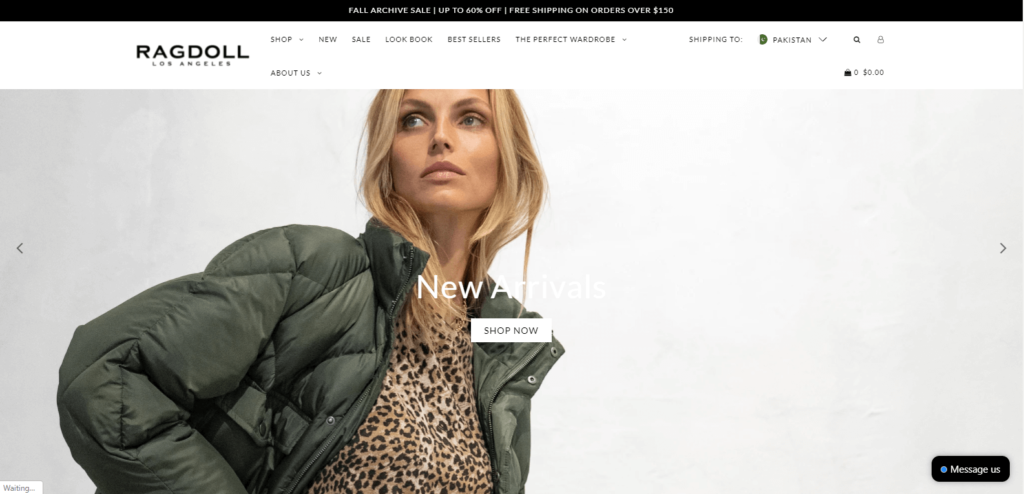 FALL ARCHIVE SALE | UP TO 60% OFF | FREE SHIPPING ON ORDERS OVER $150
RAGDOLL
LOS ANGELES
SHOP NEW SALE LOOK BOOK BEST SELLERS THE PERFECT WARDROBE SHIPPING TO: PAKISTAN
ABOUT US 0 $0.00
New Arrivals
SHOP NOW
Message us
Waiting...